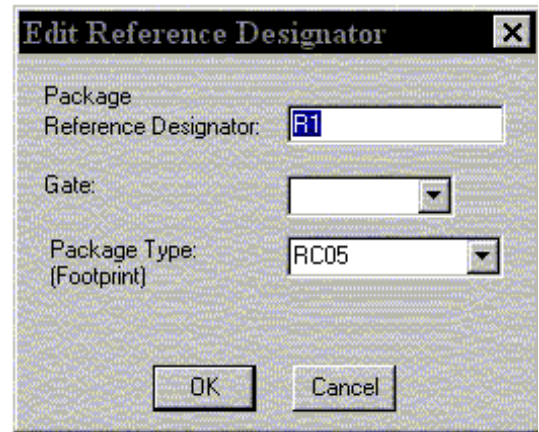 Edit Reference Designator
Package
Reference Designator: R1
Gate:
Package Type: RC05
(Footprint)
OK Cancel